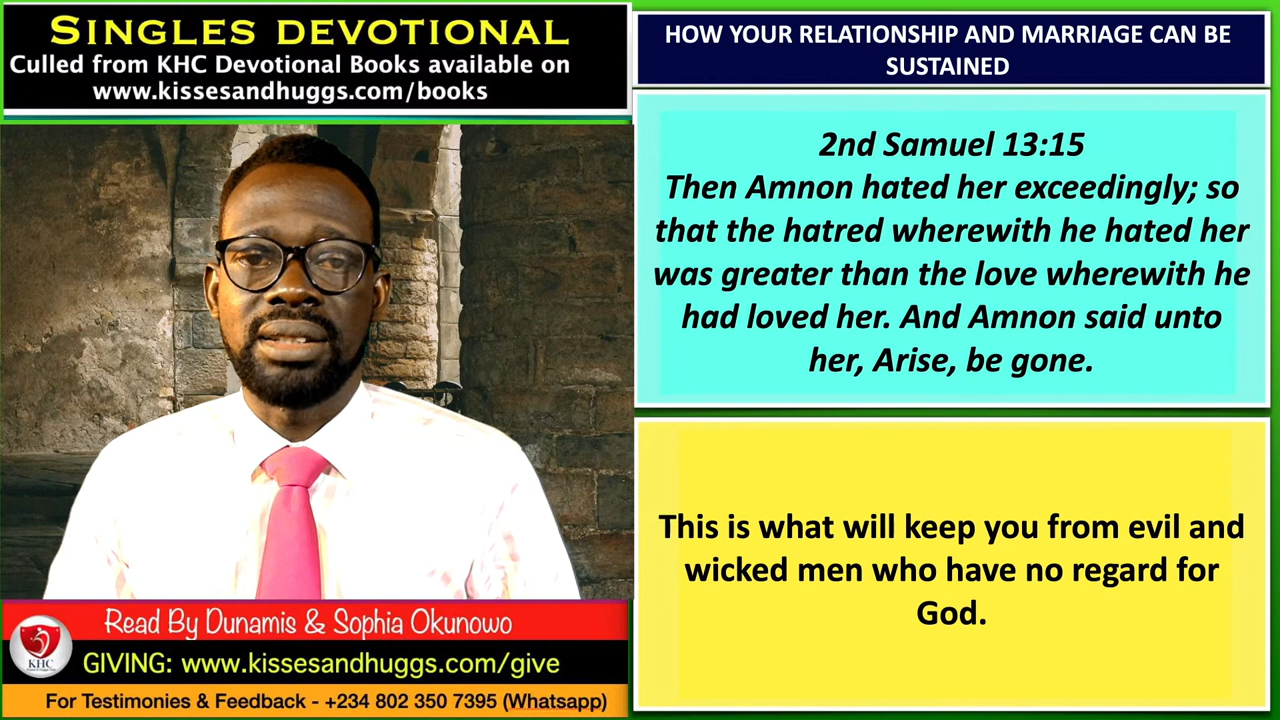 SINGLES DEVOTIONAL
Culled from KHC Devotional Books available on
www.kissesandhuggs.com/books
HOW YOUR RELATIONSHIP AND MARRIAGE CAN BE
SUSTAINED
2nd Samuel 13:15
Then Amnon hated her exceedingly; so
that the hatred wherewith he hated her
was greater than the love wherewith he
had loved her. And Amnon said unto
her, Arise, be gone.
This is what will keep you from evil and
wicked men who have no regard for
God.
Read By Dunamis & Sophia Okunowo
KHC
GIVING: www.kissesandhuggs.com/give
For Testimonies & Feedback - +234 802 350 7395 (Whatsapp)